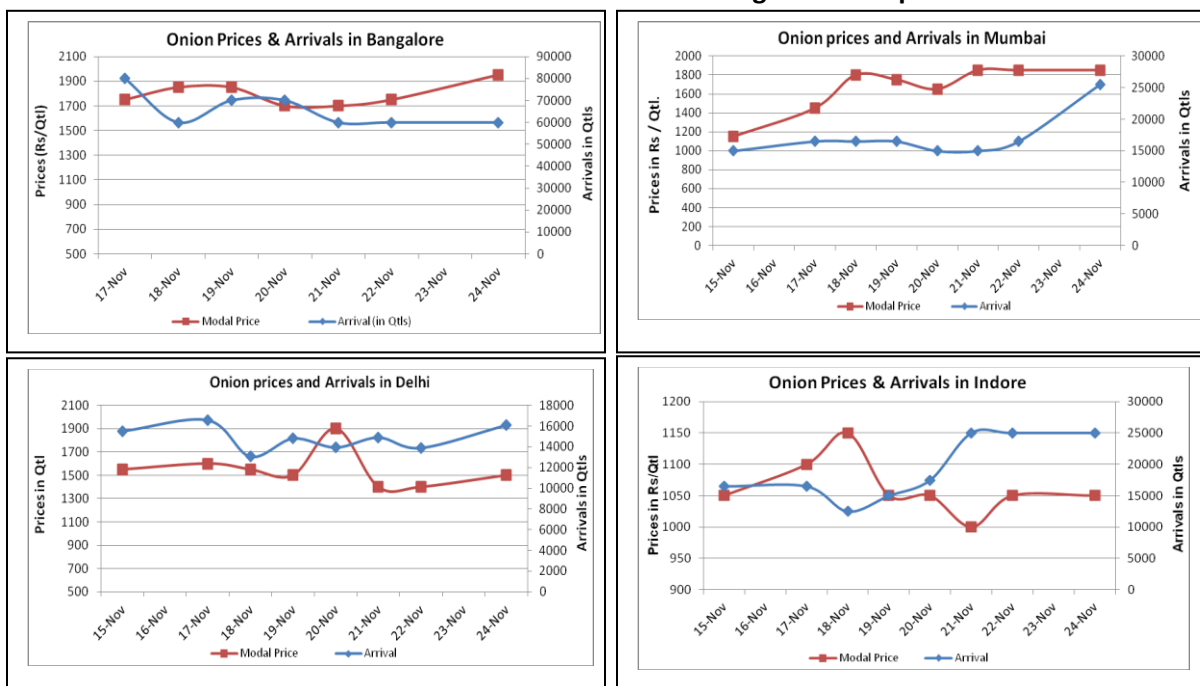 Onion Prices & Arrivals in Bangalore
2100
1900
1700
1500
1300
1100
900
700
500
Prices (Rs/Qtl)
90000
80000
70000
60000
50000
40000
30000
20000
10000
0
Arrivals in Qtls
17-Nov
18-Nov
19-Nov
20-Nov
21-Nov
22-Nov
23-Nov
24-Nov
Modal Price
Arrival(in Qtls)
Onion prices and Arrivals in Mumbai
2000
1800
1600
1400
1200
1000
800
600
400
200
0
Prices in Rs / Qtl.
30000
25000
20000
15000
10000
5000
0
Arrivals in Qtls
15-Nov
16-Nov
17-Nov
18-Nov
19-Nov
20-Nov
21-Nov
22-Nov
23-Nov
24-Nov
Modal Price
Arrival
Onion prices and Arrivals in Delhi
2100
1900
1700
1500
1300
1100
900
700
500
Prices in Qtl
18000
16000
14000
12000
10000
8000
6000
4000
2000
0
Arrivals in Qtls
15-Nov
16-Nov
17-Nov
18-Nov
19-Nov
20-Nov
21-Nov
22-Nov
23-Nov
24-Nov
Modal Price
Arrival
Onion Prices & Arrivals in Indore
1200
1150
1100
1050
1000
950
900
Prices in Rs/Qtl
30000
25000
20000
15000
10000
5000
0
Arrivals in Qtls
15-Nov
16-Nov
17-Nov
18-Nov
19-Nov
20-Nov
21-Nov
22-Nov
23-Nov
24-Nov
Modal Price
Arrival